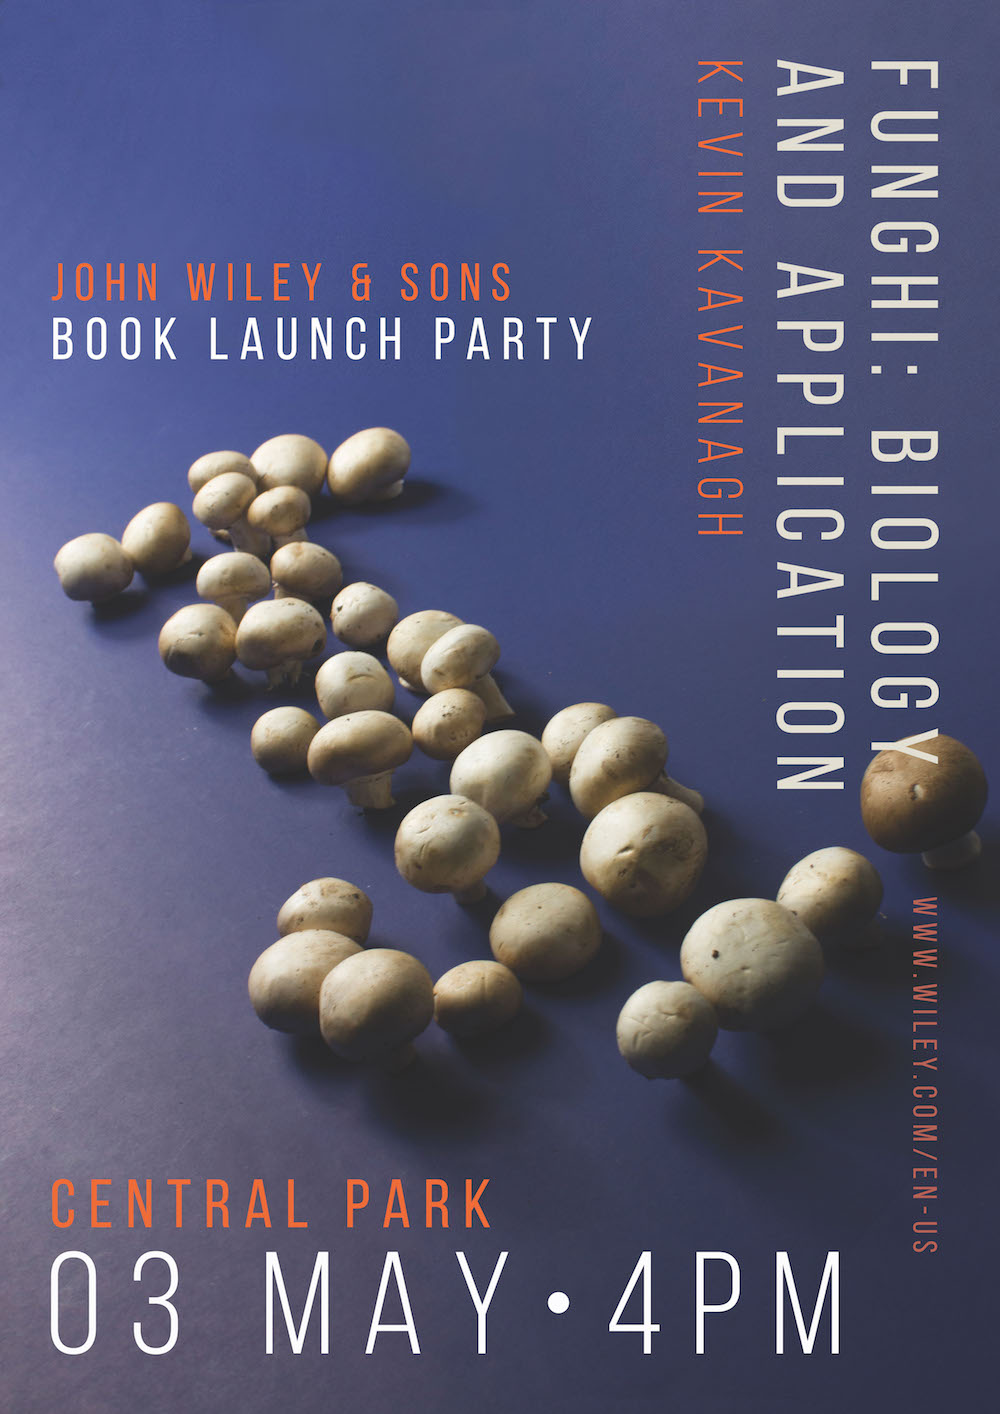 JOHN WILEY & SONS
BOOK LAUNCH PARTY
FUNGHI: BIOLOGY
AND APPLICATION
KEVIN KAVANAGH
WWW.WILEY.COM/EN-US
CENTRAL PARK
03 MAY•4PM